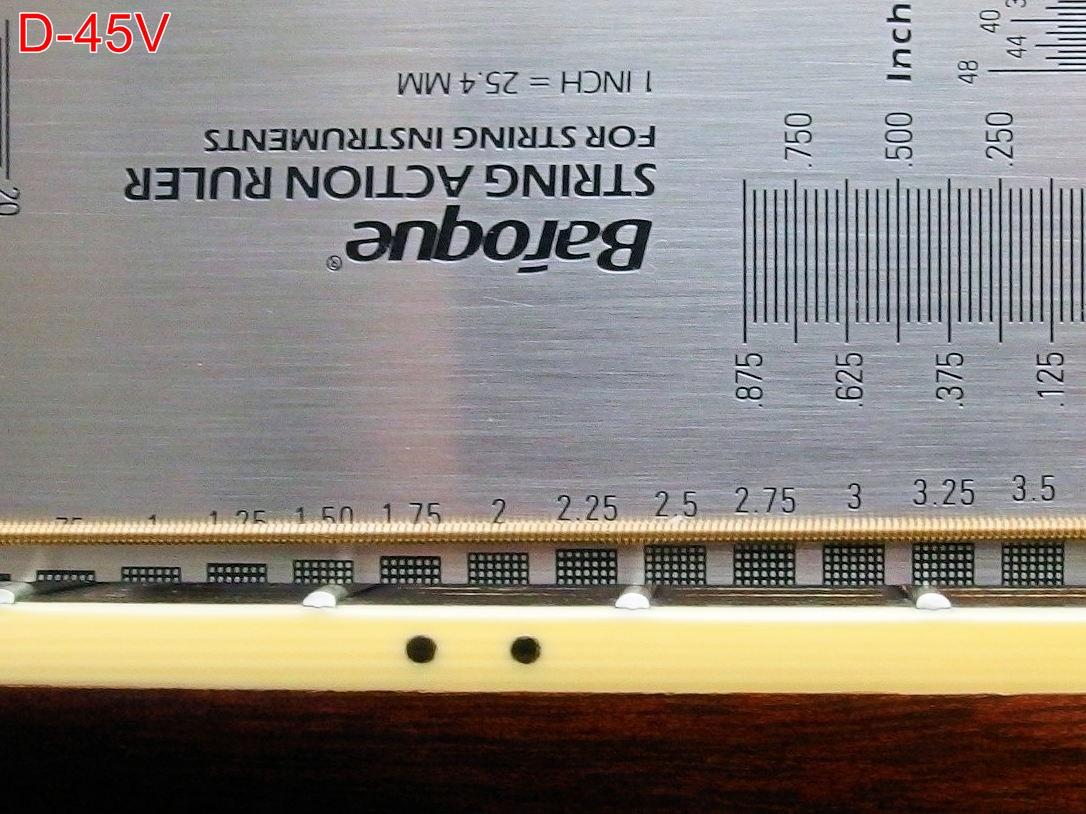 D-45V
Baroque®
STRING ACTION RULER
FOR STRING INSTRUMENTS
1 INCH = 25.4 MM
Inch
40
44
48
20
.750 .500 .250
.875 .625 .375 .125
1 1.25 1.50 1.75 2 2.25 2.5 2.75 3 3.25 3.5